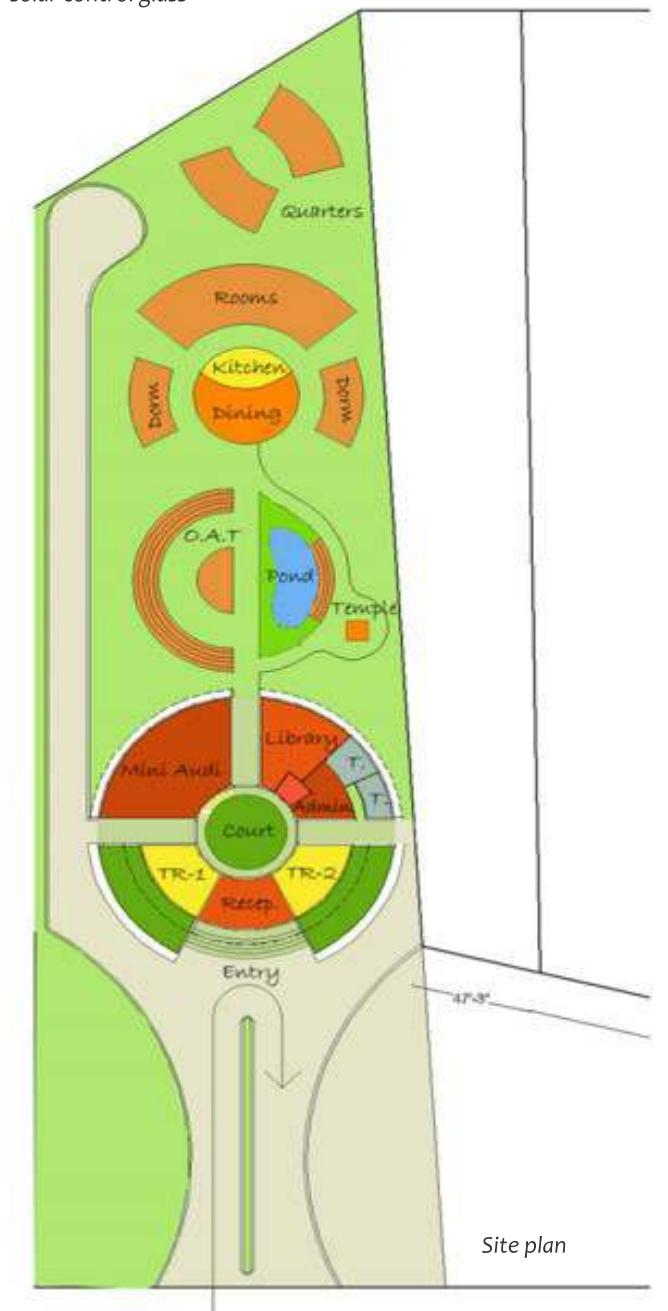 solar control glass
Quarters
Rooms
Kitchen
Dorm
Dining
Dorm
O.A.T
Pond
Temple
Library
Mini Audi
T.
Admin.
T.
Court
TR-1
TR-2
Recep.
Entry
47'-3"
Site plan